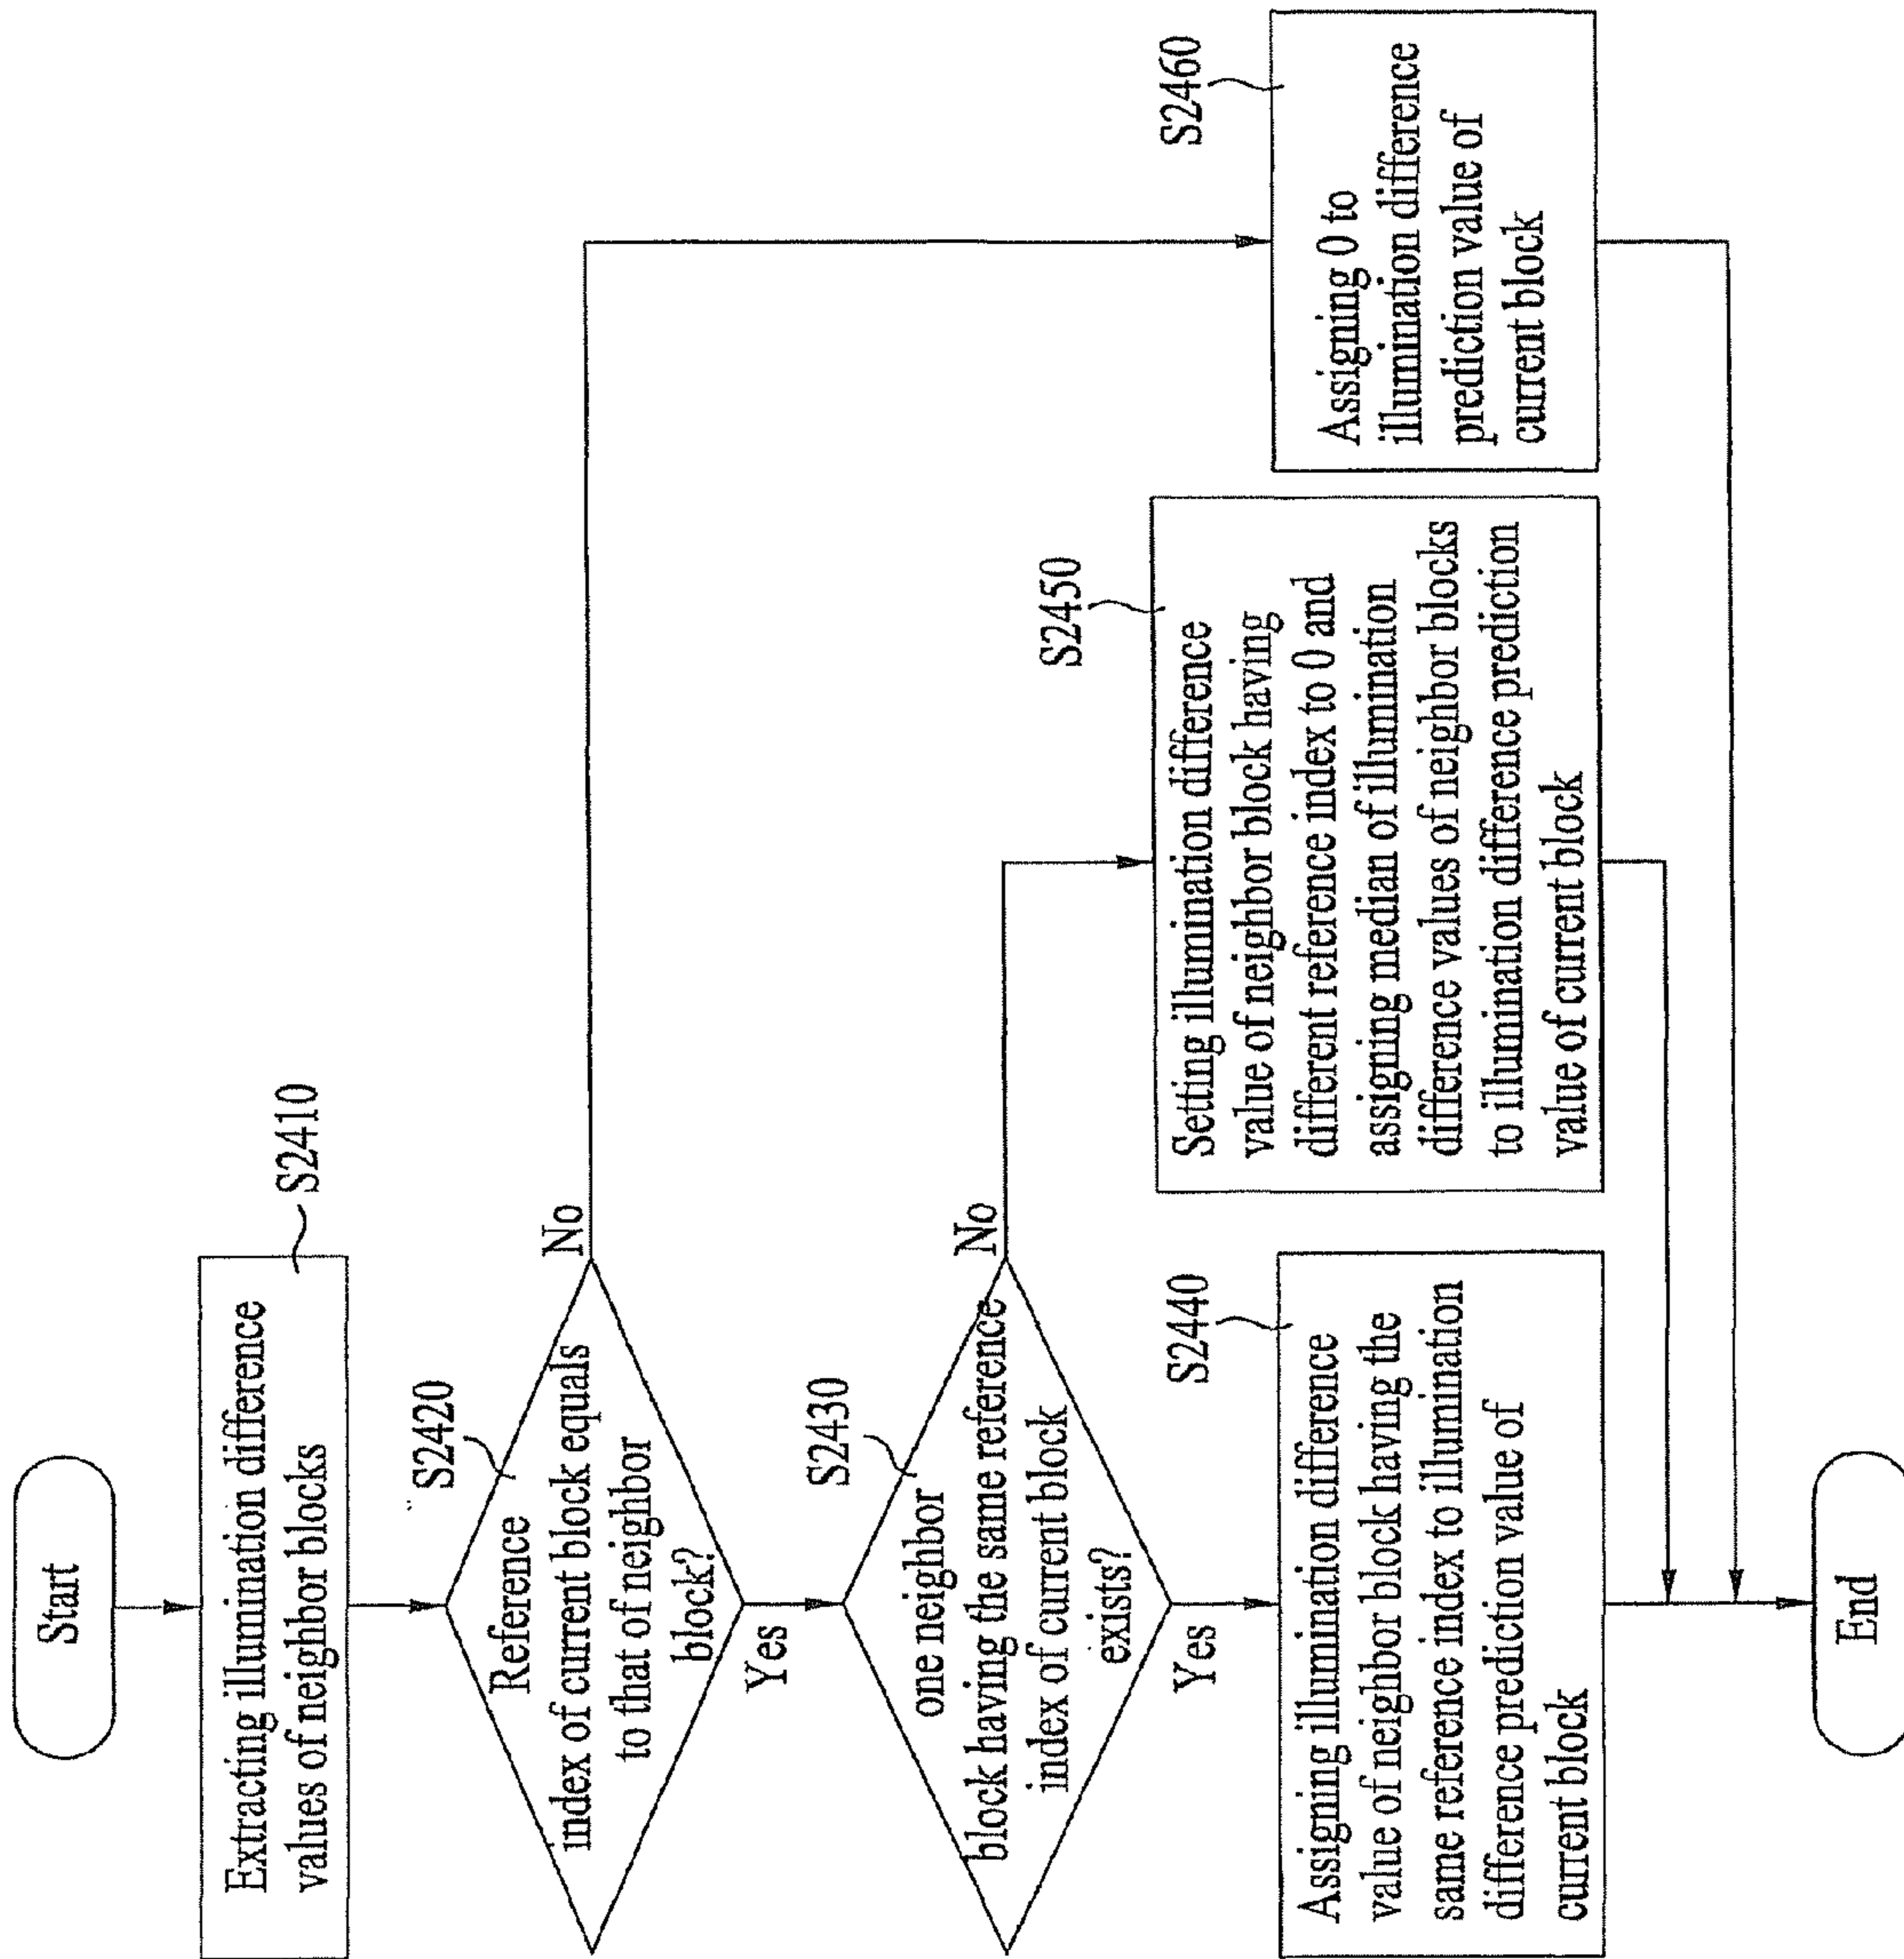 Start
Extracting illumination difference
values of neighbor blocks
S2410
S2420
Reference
index of current block equals
to that of neighbor
block?
No
Yes
S2430
one neighbor
block having the same reference
index of current block
exists?
No
Yes
S2440
Assigning illumination difference
value of neighbor block having the
same reference index to illumination
difference prediction value of
current block
S2450
Setting illumination difference
value of neighbor block having
different reference index to 0 and
assigning median of illumination
difference values of neighbor blocks
to illumination difference prediction
value of current block
S2460
Assigning 0 to
illumination difference
prediction value of
current block
End